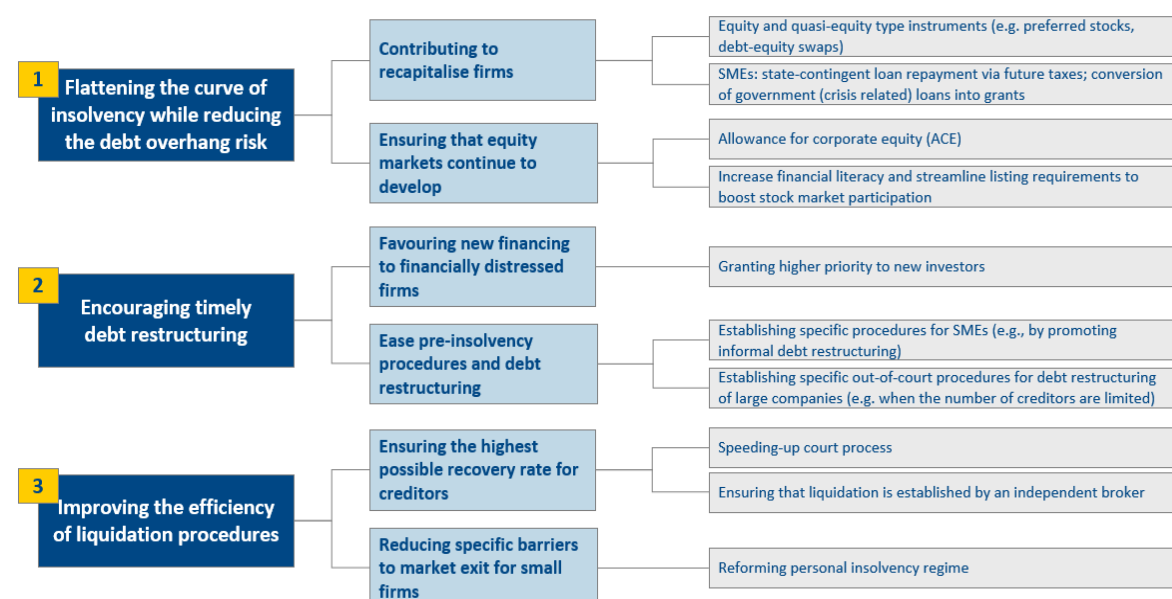 1
Flattening the curve of
insolvency while reducing
the debt overhang risk
Contributing to
recapitalise firms
Equity and quasi-equity type instruments (e.g. preferred stocks,
debt-equity swaps)
SMEs: state-contingent loan repayment via future taxes; conversion
of government (crisis related) loans into grants
Ensuring that equity
markets continue to
develop
Allowance for corporate equity (ACE)
Increase financial literacy and streamline listing requirements to
boost stock market participation
2
Encouraging timely
debt restructuring
Favouring new financing
to financially distressed
firms
Granting higher priority to new investors
Ease pre-insolvency
procedures and debt
restructuring
Establishing specific procedures for SMEs (e.g., by promoting
informal debt restructuring)
Establishing specific out-of-court procedures for debt restructuring
of large companies (e.g. when the number of creditors are limited)
3
Improving the efficiency
of liquidation procedures
Ensuring the highest
possible recovery rate for
creditors
Speeding-up court process
Ensuring that liquidation is established by an independent broker
Reducing specific barriers
to market exit for small
firms
Reforming personal insolvency regime